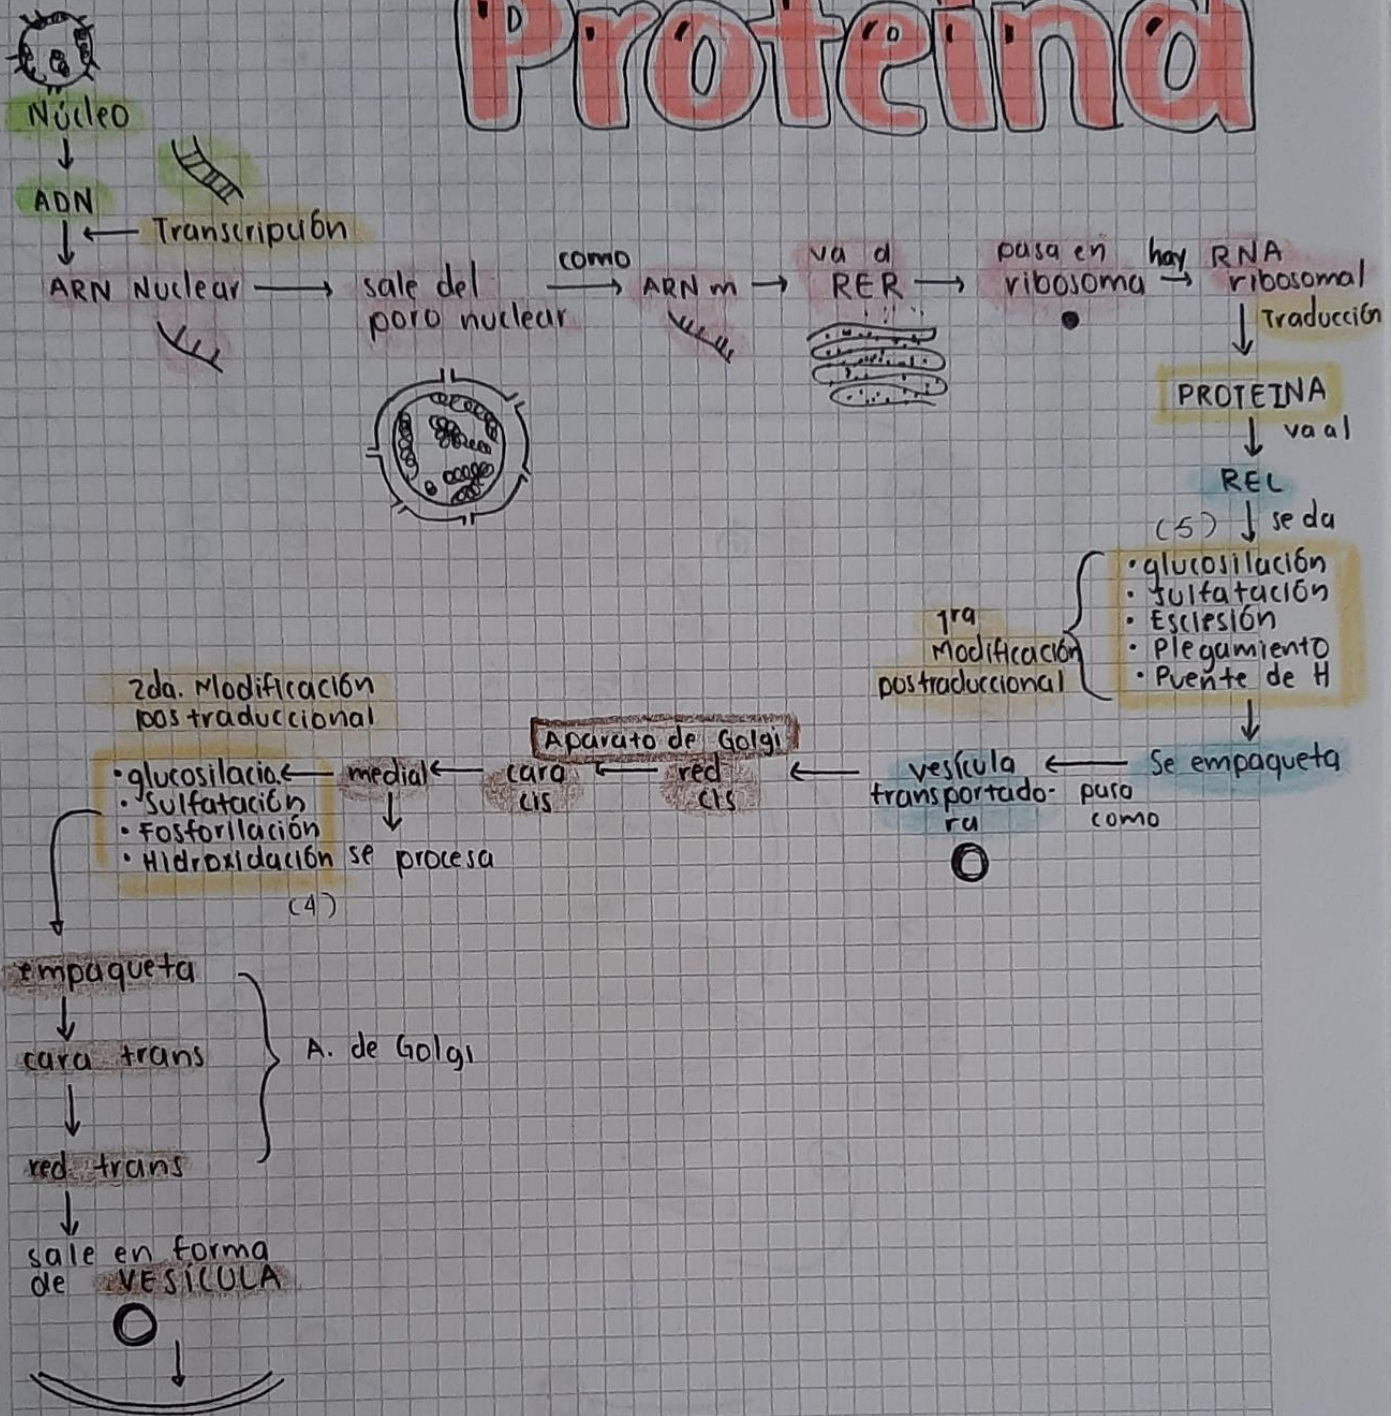 Proteína
Núcleo
ADN
Transcripción
ARN Nuclear
sale del
poro nuclear
como
ARN m
va a
RER
pasa en
ribosoma
hay
RNA
ribosomal
Traducción
PROTEINA
va al
REL
(5)
se da
• glucosilación
• sulfatación
• Esclesión
• Plegamiento
• Puente de H
1ra
Modificación
postraduccional
Se empaqueta
para
como
vesícula
transportado-
ra
Aparato de Golgi
red
cis
cara
cis
medial
se procesa
2da. Modificación
postraduccional
• glucosilacio.
• Sulfatación
• Fosforilación
• Hidroxidación
(4)
empaqueta
cara trans
red trans
A. de Golgi
sale en forma
de VESÍCULA